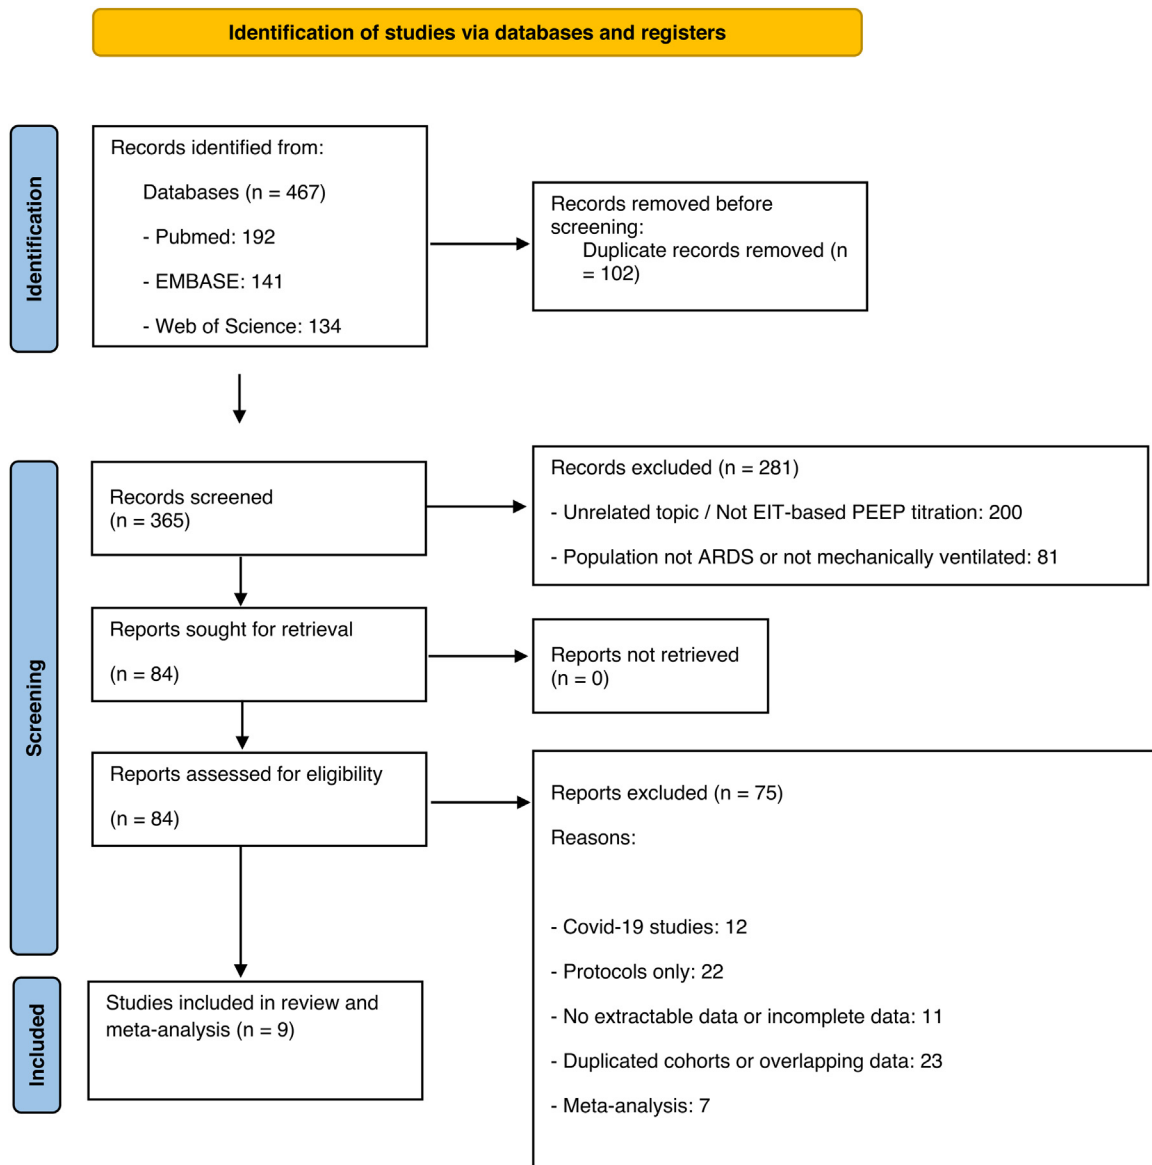 Identification of studies via databases and registers
Identification
Records identified from:
Databases (n = 467)
- Pubmed: 192
- EMBASE: 141
- Web of Science: 134
Records removed before
screening:
Duplicate records removed (n
= 102)
Screening
Records screened
(n = 365)
Records excluded (n = 281)
- Unrelated topic / Not EIT-based PEEP titration: 200
- Population not ARDS or not mechanically ventilated: 81
Reports sought for retrieval
(n = 84)
Reports not retrieved
(n = 0)
Reports assessed for eligibility
(n = 84)
Reports excluded (n = 75)
Reasons:
- Covid-19 studies: 12
- Protocols only: 22
- No extractable data or incomplete data: 11
- Duplicated cohorts or overlapping data: 23
- Meta-analysis: 7
Included
Studies included in review and
meta-analysis (n = 9)